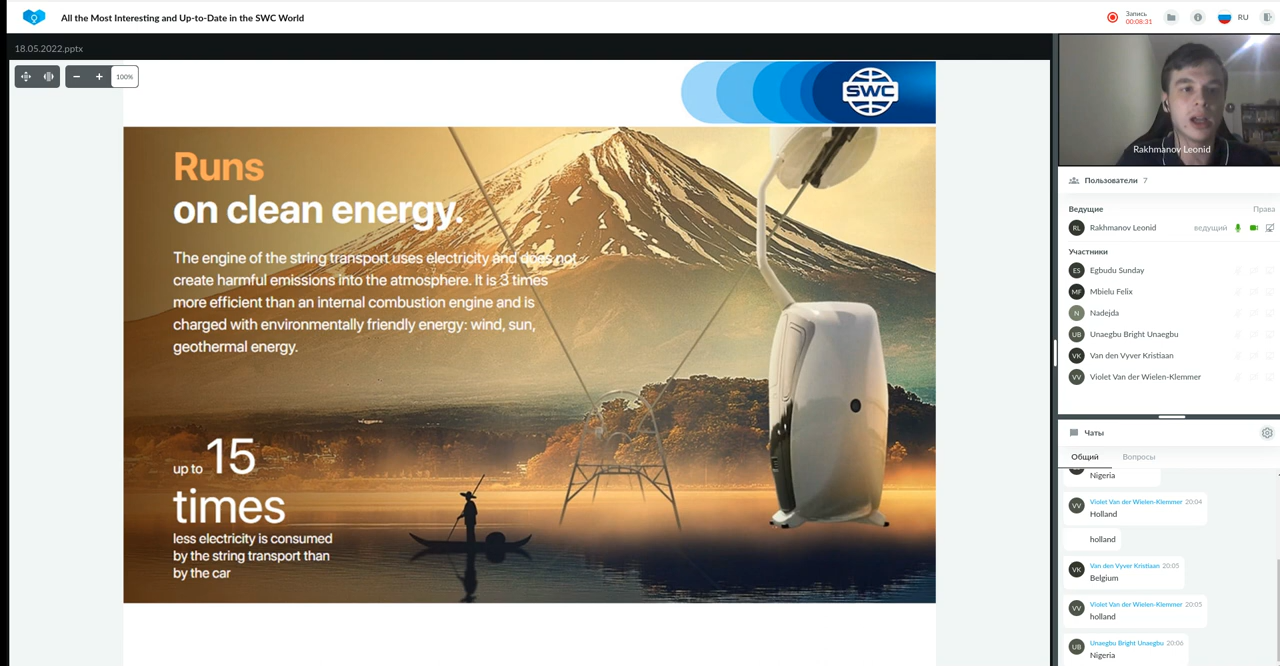 All the Most Interesting and Up-to-Date in the SWC World
Запись
00:08:31
RU
18.05.2022.pptx
100%
SWC
Runs
on clean energy.
The engine of the string transport uses electricity and does not
create harmful emissions into the atmosphere. It is 3 times
more efficient than an internal combustion engine and is
charged with environmentally friendly energy: wind, sun,
geothermal energy.
up to 15
times
less electricity is consumed
by the string transport than
by the car
Rakhmanov Leonid
Пользователи 7
Ведущие Права
RL Rakhmanov Leonid ведущий
Участники
ES Egbudu Sunday
MF Mbielu Felix
N Nadejda
UB Unaegbu Bright Unaegbu
VK Van den Vyver Kristiaan
VV Violet Van der Wielen-Klemmer
Чаты
Общий Вопросы
Nigeria
VV Violet Van der Wielen-Klemmer 20:04
Holland
holland
VK Van den Vyver Kristiaan 20:05
Belgium
VV Violet Van der Wielen-Klemmer 20:05
holland
UB Unaegbu Bright Unaegbu 20:06
Nigeria